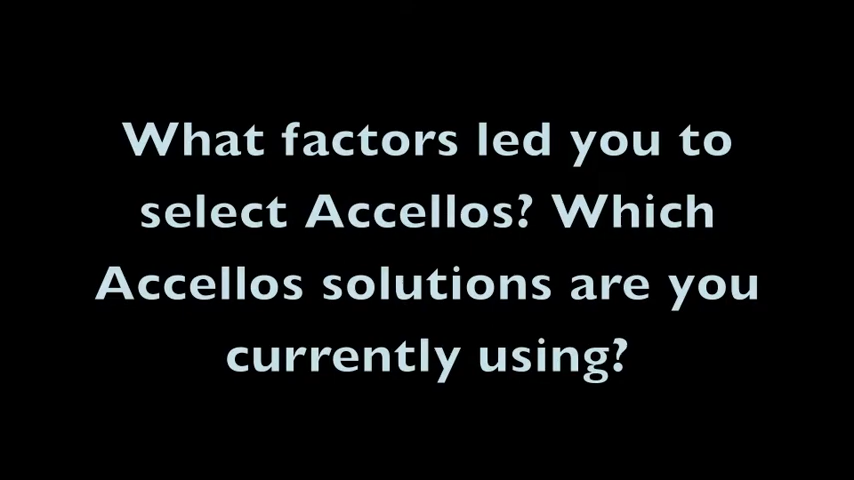 What factors led you to
select Accellos? Which
Accellos solutions are you
currently using?